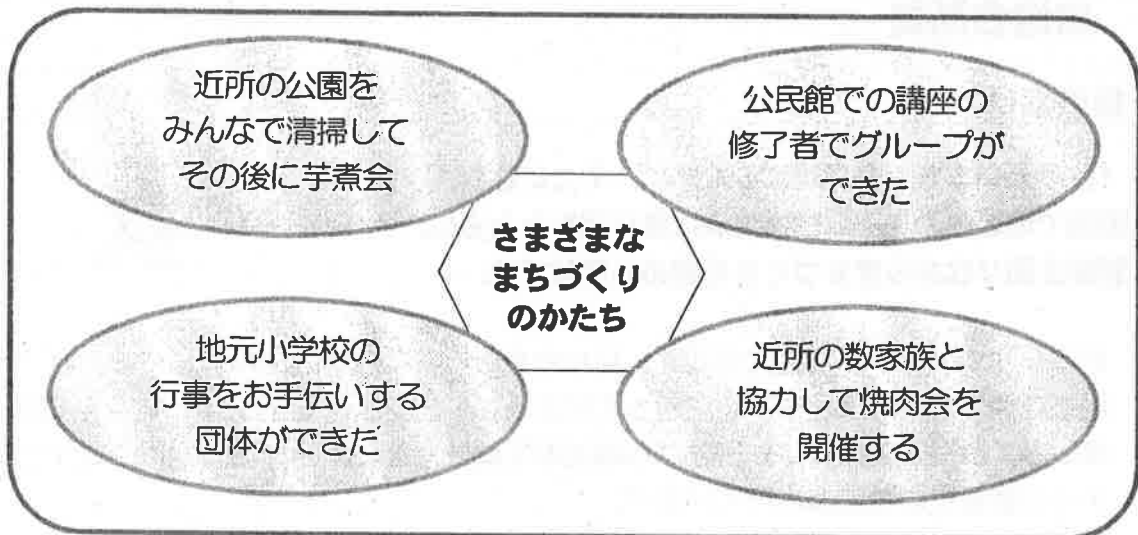 近所の公園を
みんなで清掃して
その後に芋煮会
公民館での講座の
修了者でグループが
できた
さまざまな
まちづくり
のかたち
地元小学校の
行事をお手伝いする
団体ができた
近所の数家族と
協力して焼肉会を
開催する